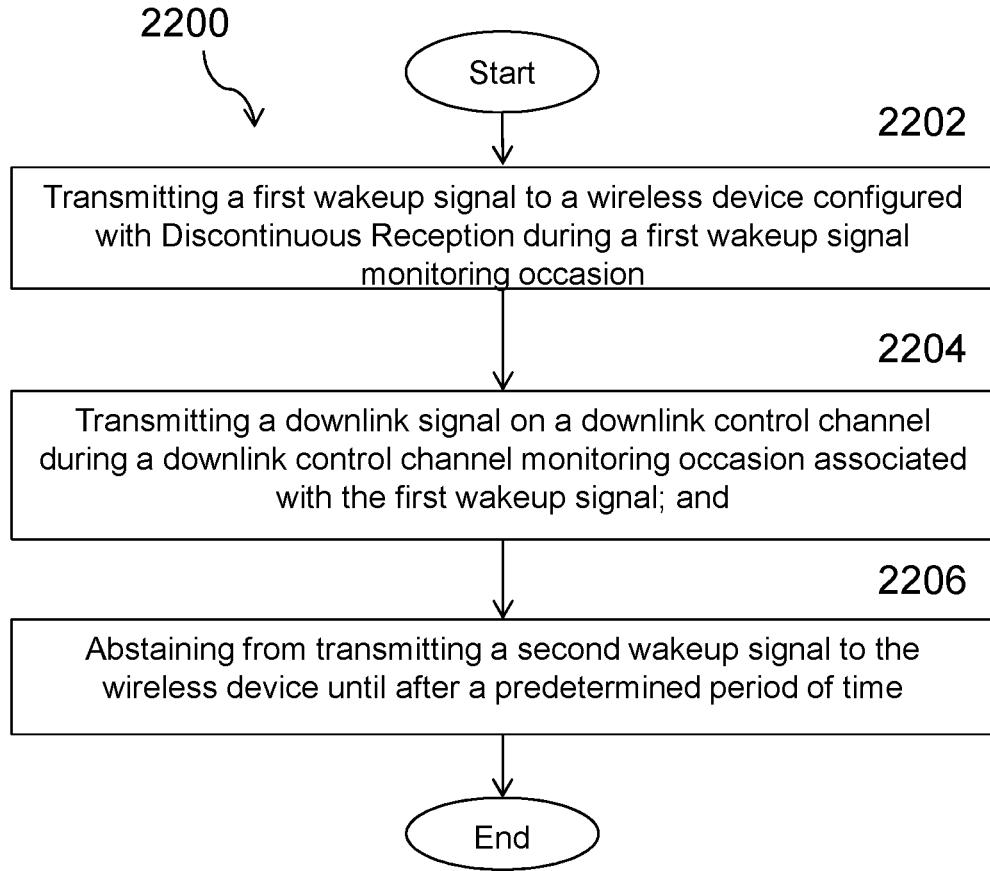 2200
Start
2202
Transmitting a first wakeup signal to a wireless device configured
with Discontinuous Reception during a first wakeup signal
monitoring occasion
2204
Transmitting a downlink signal on a downlink control channel
during a downlink control channel monitoring occasion associated
with the first wakeup signal; and
2206
Abstaining from transmitting a second wakeup signal to the
wireless device until after a predetermined period of time
End